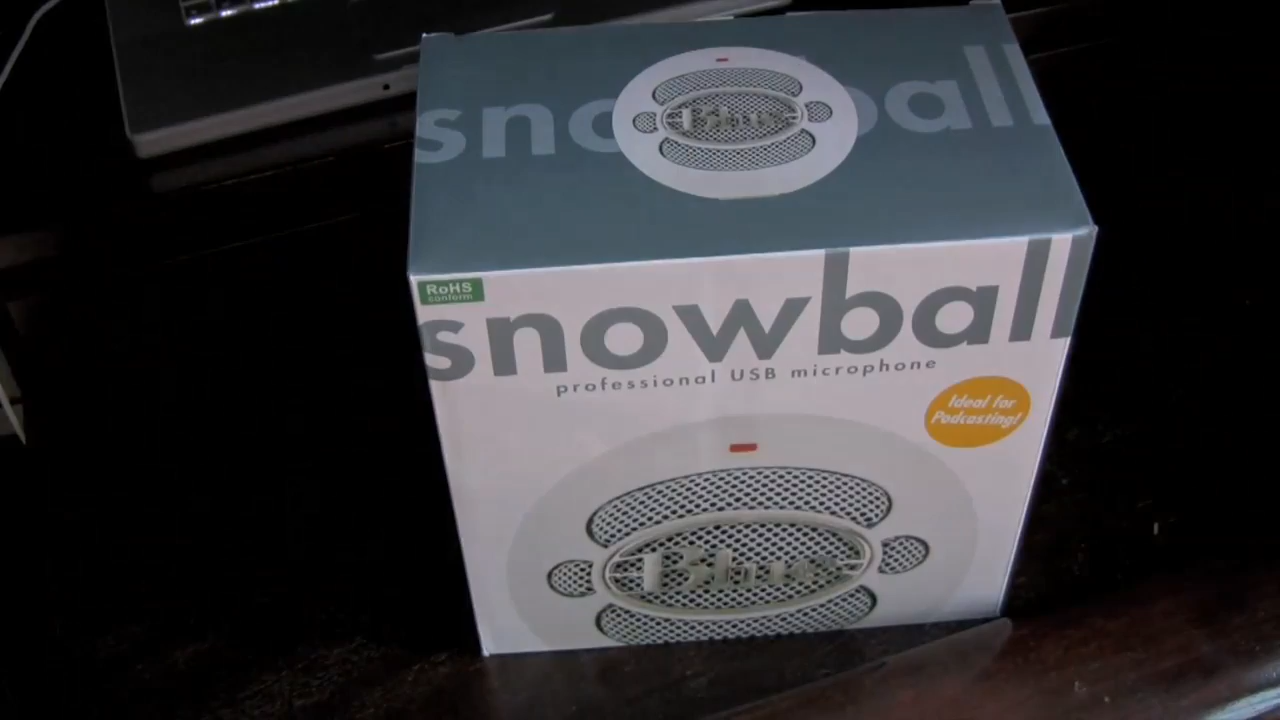 snowball
Blue
RoHS
conform
snowball
professional USB microphone
Ideal for
Podcasting!
Blue